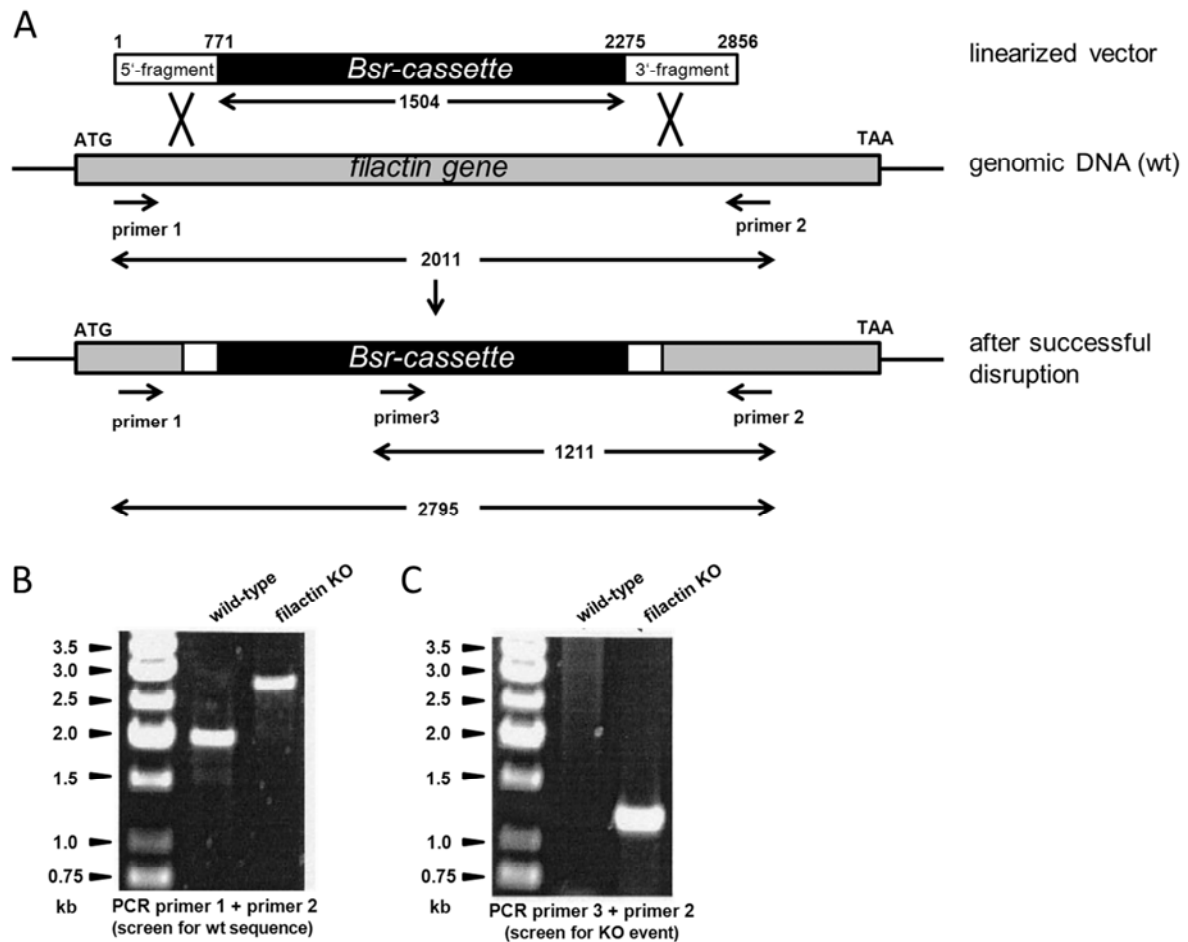 A
1 771 2275 2856
5'-fragment Bsr-cassette 3'-fragment linearized vector
1504
ATG TAA
filactin gene genomic DNA (wt)
primer 1 primer 2
2011
ATG TAA
Bsr-cassette after successful
disruption
primer 1 primer3 primer 2
1211
2795
B
wild-type
filactin KO
3.5
3.0
2.5
2.0
1.5
1.0
0.75
kb
PCR primer 1 + primer 2
(screen for wt sequence)
C
wild-type
filactin KO
3.5
3.0
2.5
2.0
1.5
1.0
0.75
kb
PCR primer 3 + primer 2
(screen for KO event)